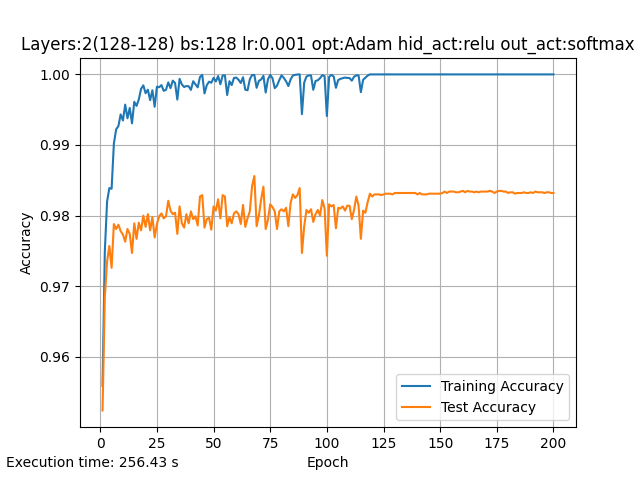 Layers:2(128-128) bs:128 lr:0.001 opt:Adam hid_act:relu out_act:softmax
1.00
0.99
0.98
0.97
0.96
Accuracy
Training Accuracy
Test Accuracy
0 25 50 75 100 125 150 175 200
Execution time: 256.43 s
Epoch